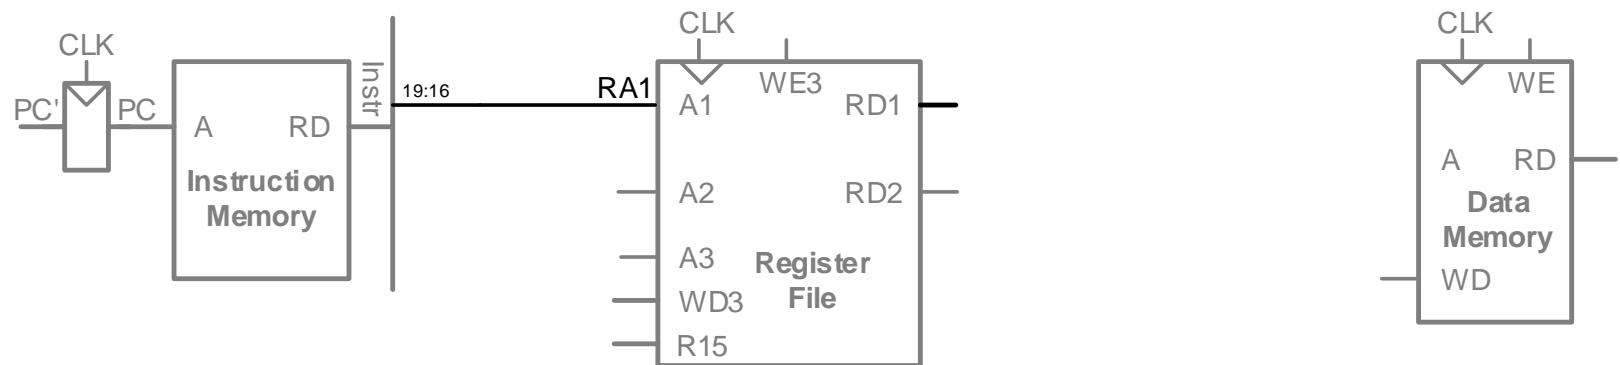 CLK
PC'
PC
A
RD
Instruction
Memory
Instr
19:16
RA1
CLK
WE3
A1
RD1
A2
RD2
A3
WD3
R15
Register
File
CLK
WE
A
RD
Data
Memory
WD